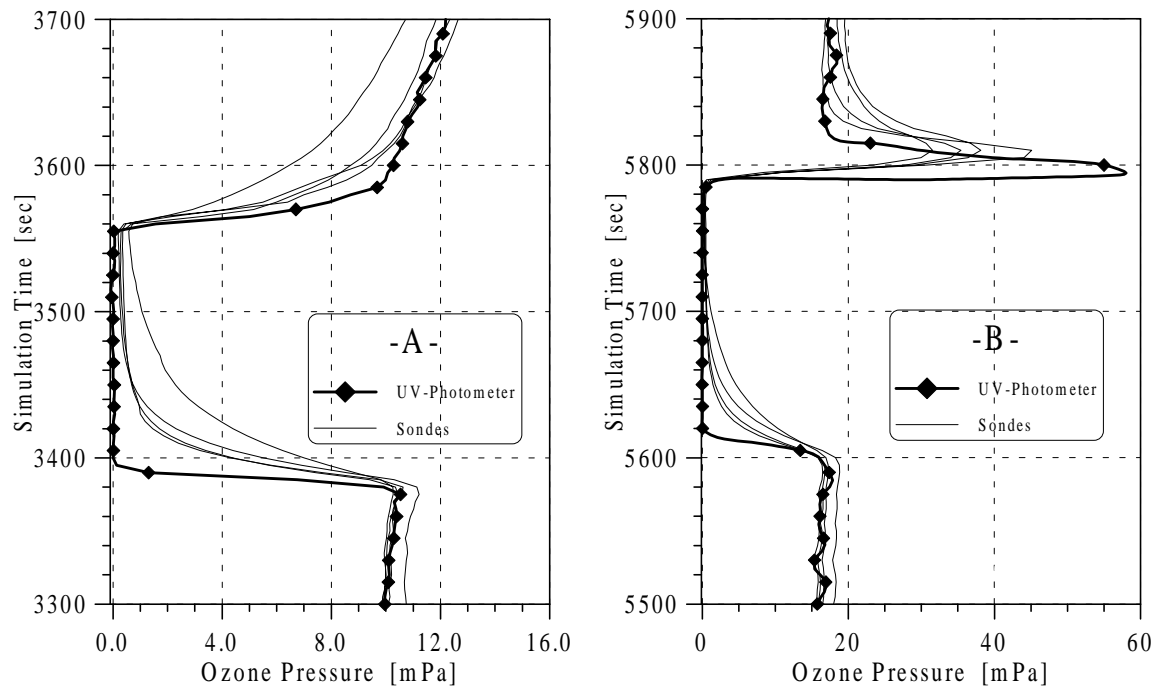 3700
3600
3500
3400
3300
Simulation Time [sec]
0.0 4.0 8.0 12.0 16.0
Ozone Pressure [mPa]
-A-
UV-Photometer
Sondes
5900
5800
5700
5600
5500
Simulation Time [sec]
0 20 40 60
Ozone Pressure [mPa]
-B-
UV-Photometer
Sondes